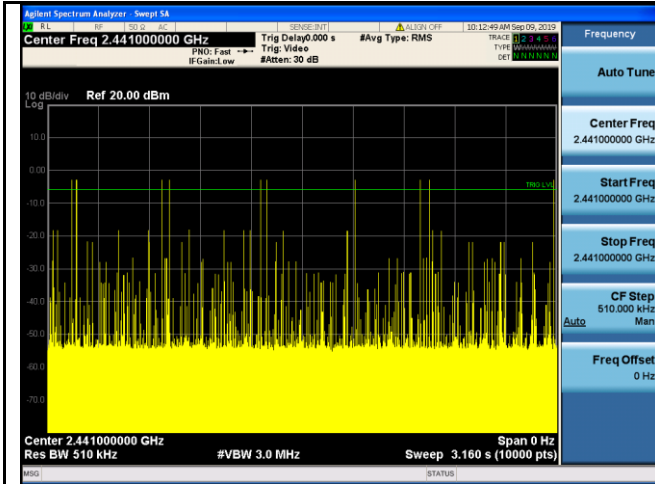 Agilent Spectrum Analyzer - Swept SA
RL RF 50 Ω AC SENSE:INT ALIGN OFF 10:12:49 AM Sep 09, 2019
Center Freq 2.441000000 GHz
PNO: Fast
IFGain:Low
Trig Delay0.000 s
Trig: Video
#Atten: 30 dB
#Avg Type: RMS
TRACE 1 2 3 4 5 6
TYPE
DET N N N N N N
10 dB/div Ref 20.00 dBm
Log
10.0
0.00
TRIG LVL
-10.0
-20.0
-30.0
-40.0
-50.0
-60.0
-70.0
Center 2.441000000 GHz Span 0 Hz
Res BW 510 kHz #VBW 3.0 MHz Sweep 3.160 s (10000 pts)
MSG STATUS
Frequency
Auto Tune
Center Freq
2.441000000 GHz
Start Freq
2.441000000 GHz
Stop Freq
2.441000000 GHz
CF Step
510.000 kHz
Auto Man
Freq Offset
0 Hz